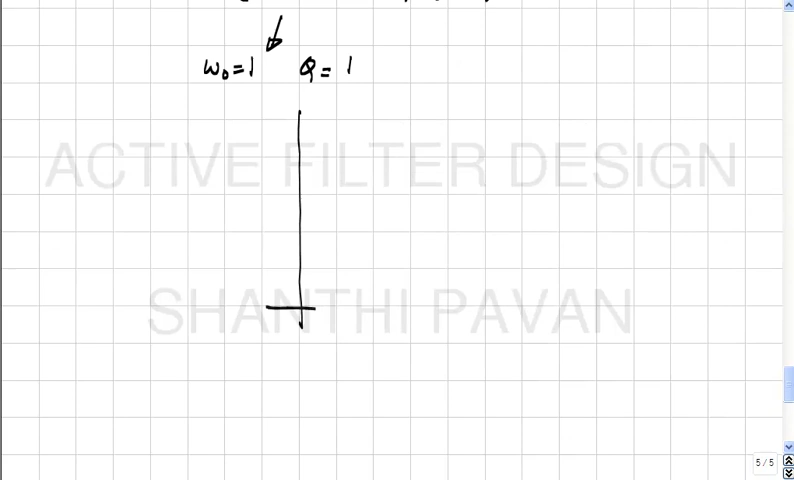 ω₀=1 Q=1
ACTIVE FILTER DESIGN
SHANTHI PAVAN
5/5